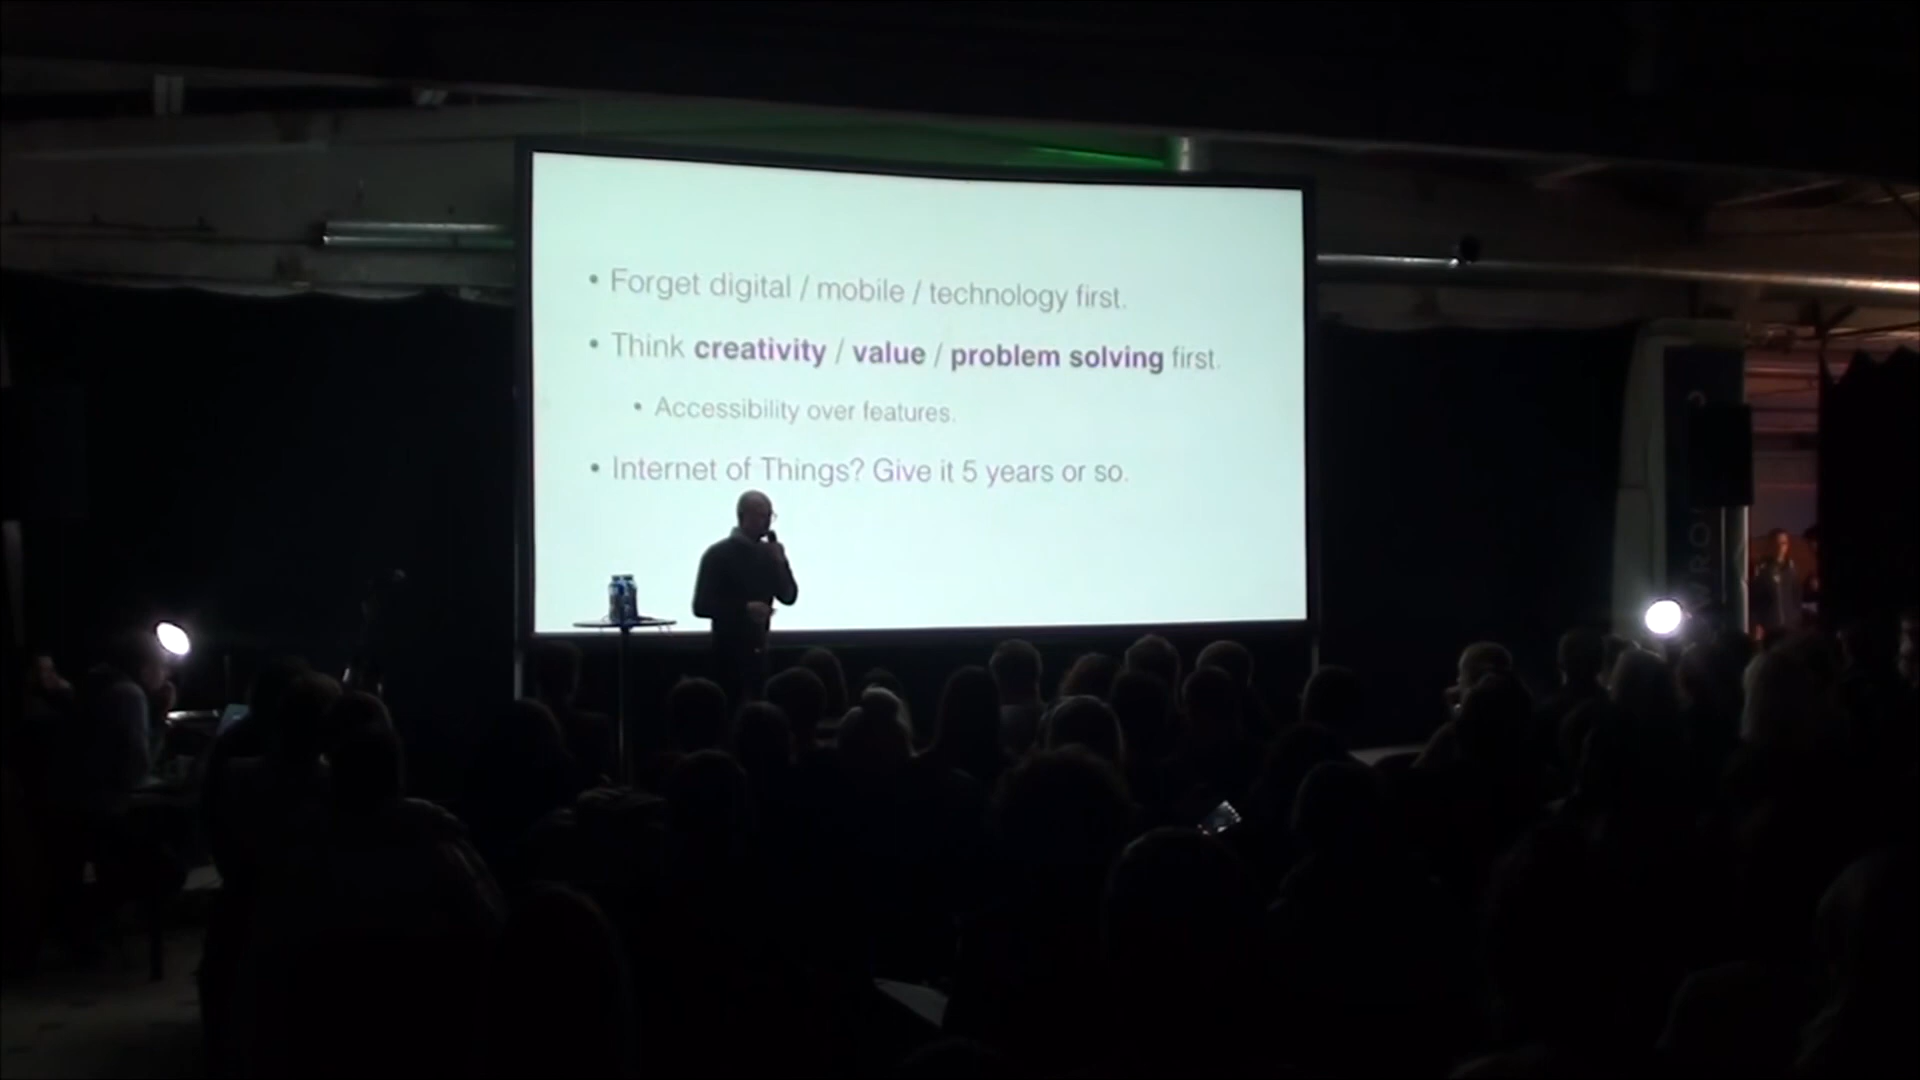 • Forget digital / mobile / technology first.
• Think creativity / value / problem solving first.
• Accessibility over features.
• Internet of Things? Give it 5 years or so.